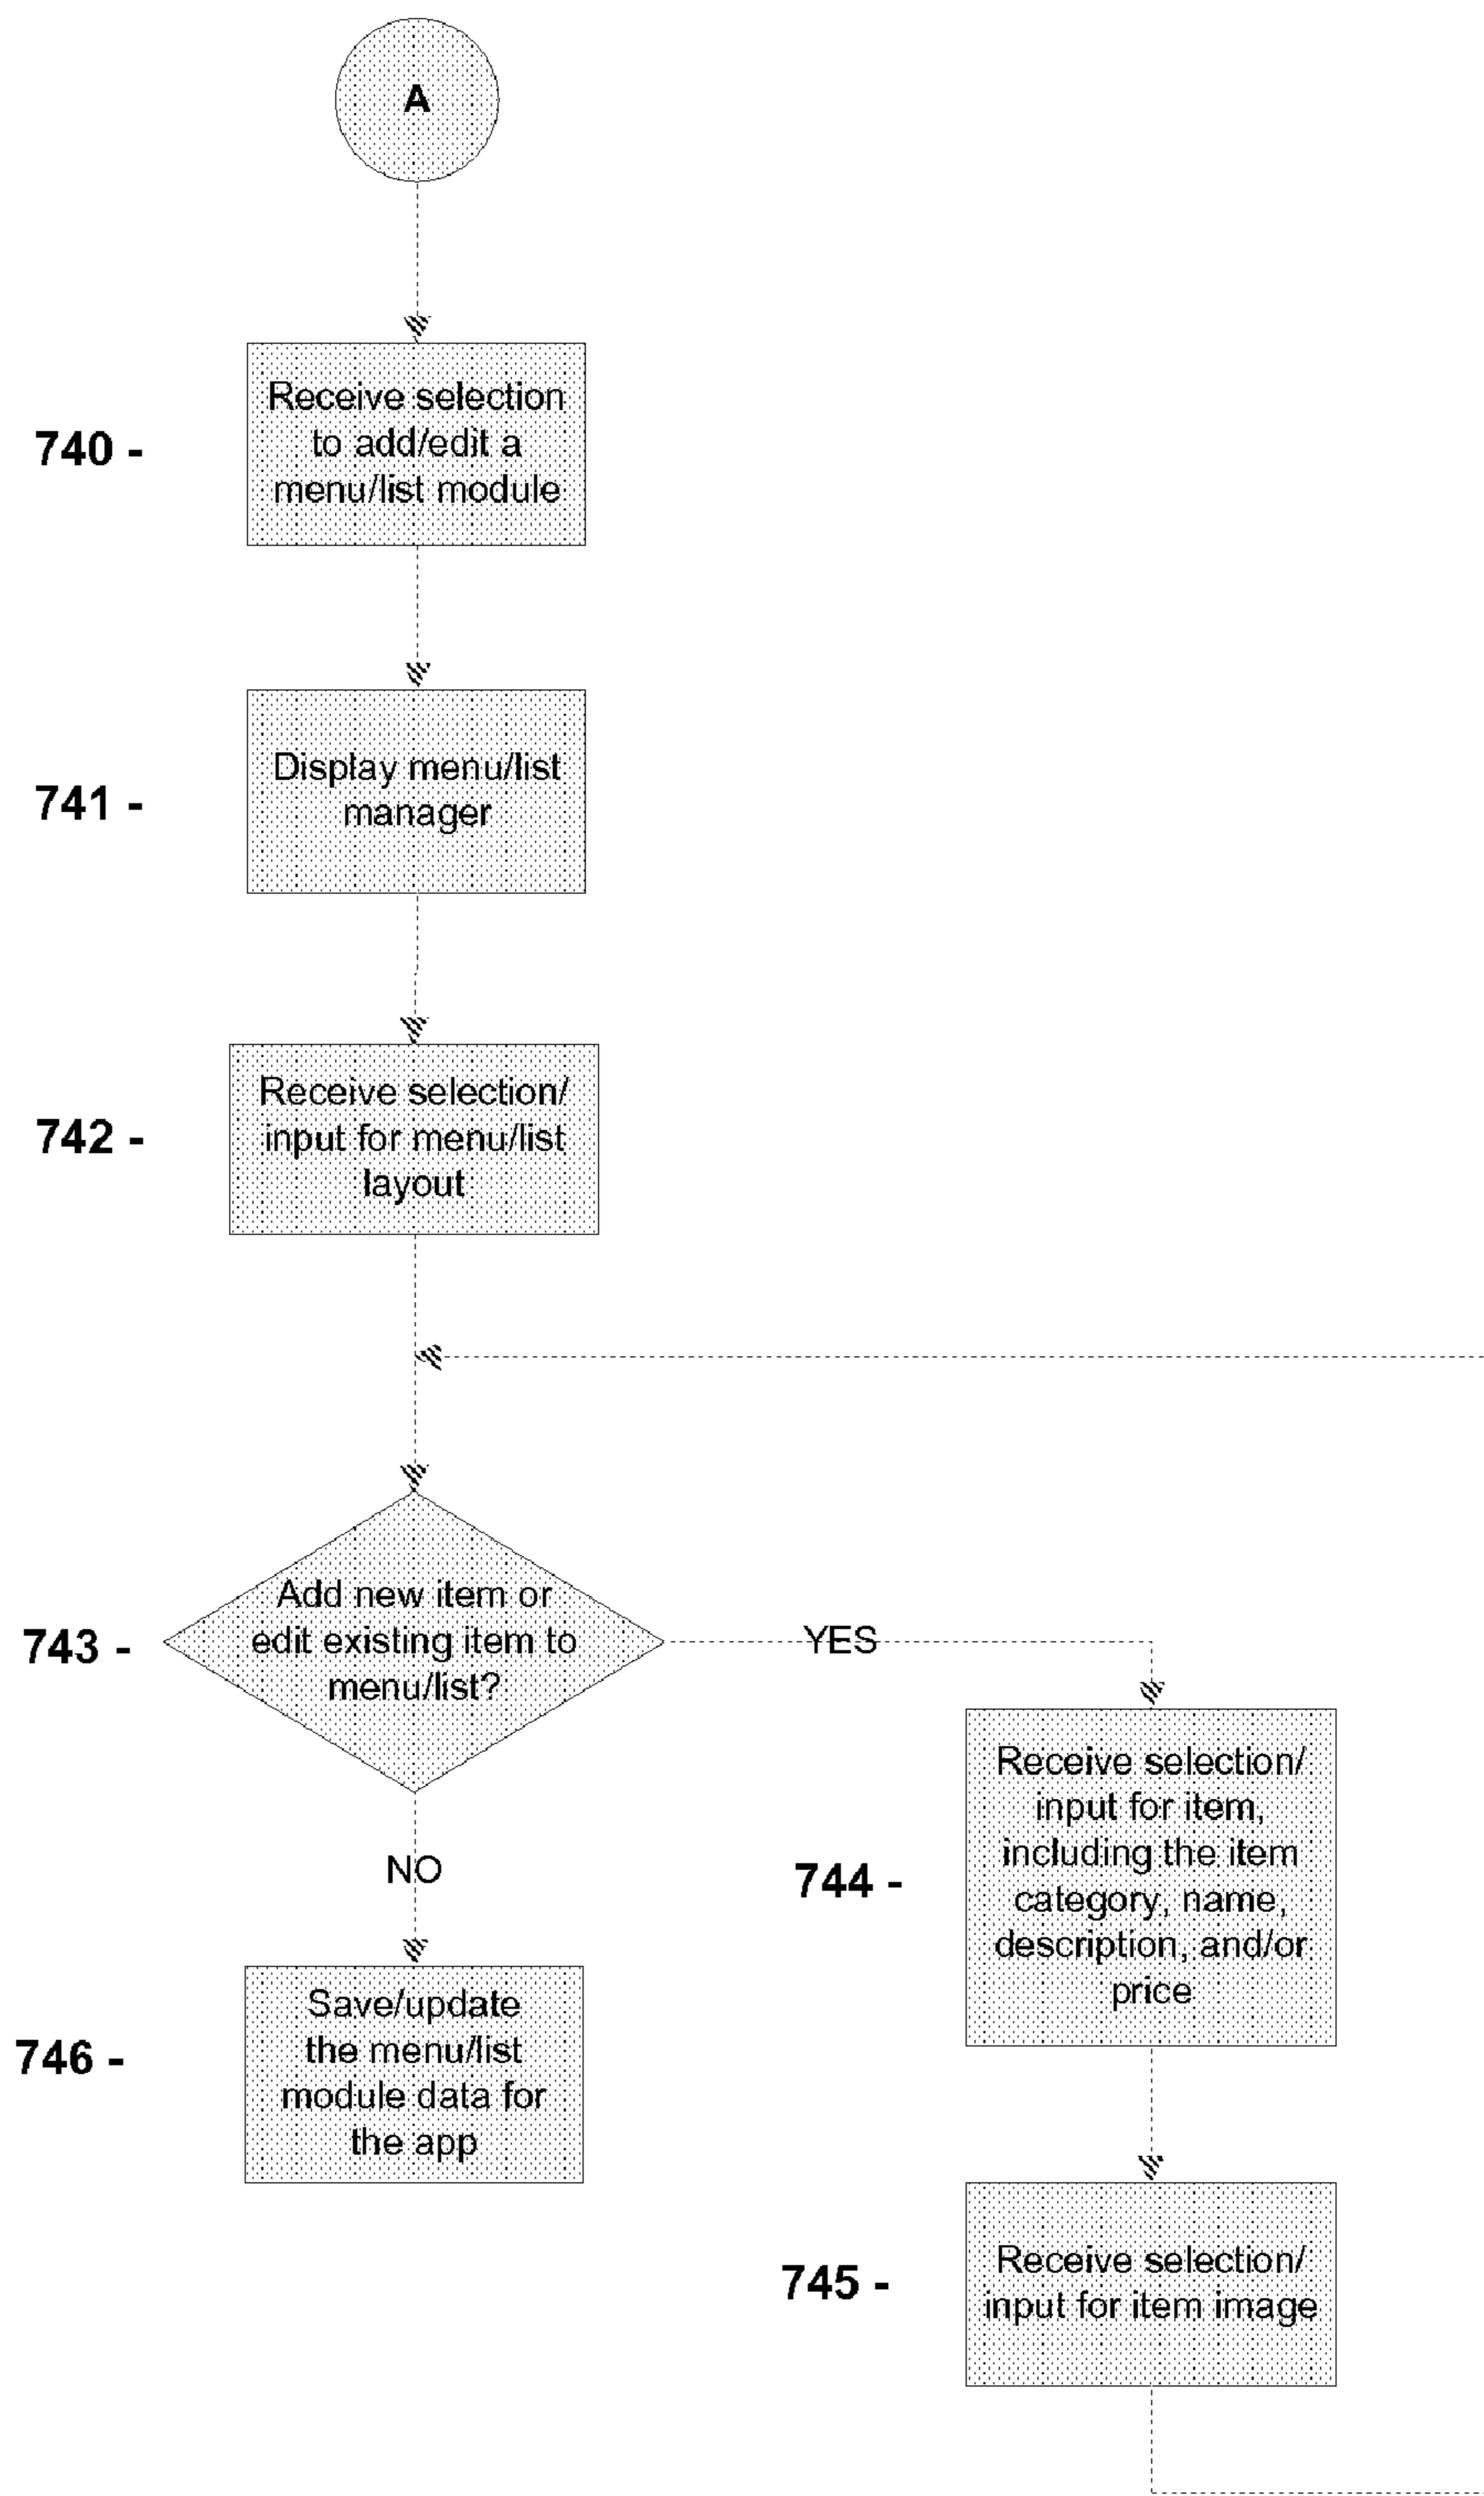 A
740 -
Receive selection
to add/edit a
menu/list module
741 -
Display menu/list
manager
742 -
Receive selection/
input for menu/list
layout
743 -
Add new item or
edit existing item to
menu/list?
YES
NO
744 -
Receive selection/
input for item,
including the item
category, name,
description, and/or
price
746 -
Save/update
the menu/list
module data for
the app
745 -
Receive selection/
input for item image